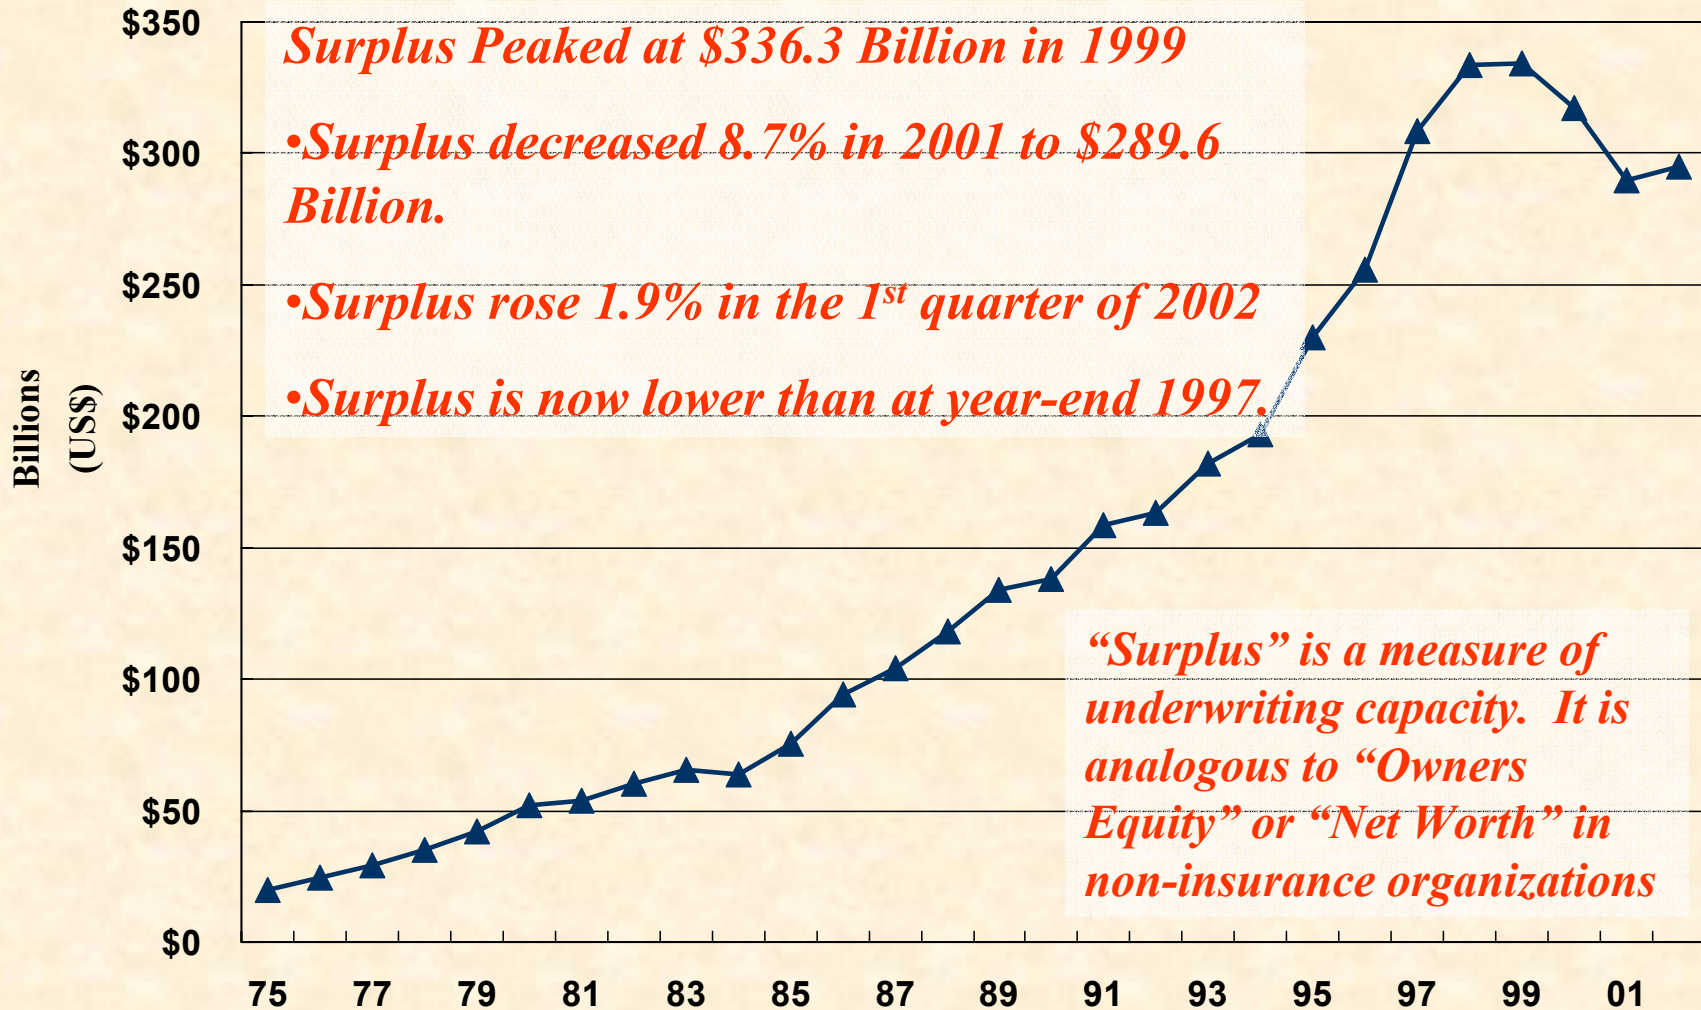 $350
$300
$250
$200
$150
$100
$50
$0
Billions
(US$)
Surplus Peaked at $336.3 Billion in 1999
•Surplus decreased 8.7% in 2001 to $289.6
Billion.
•Surplus rose 1.9% in the 1st quarter of 2002
•Surplus is now lower than at year-end 1997.
“Surplus” is a measure of
underwriting capacity.  It is
analogous to “Owners
Equity” or “Net Worth” in
non-insurance organizations
75 77 79 81 83 85 87 89 91 93 95 97 99 01